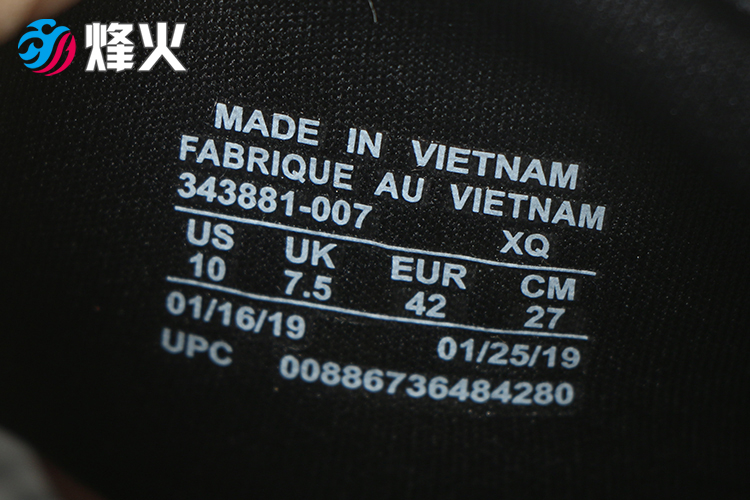 烽火
MADE IN VIETNAM
FABRIQUE AU VIETNAM
343881-007 XQ
US UK EUR CM
10 7.5 42 27
01/16/19 01/25/19
UPC 00886736484280